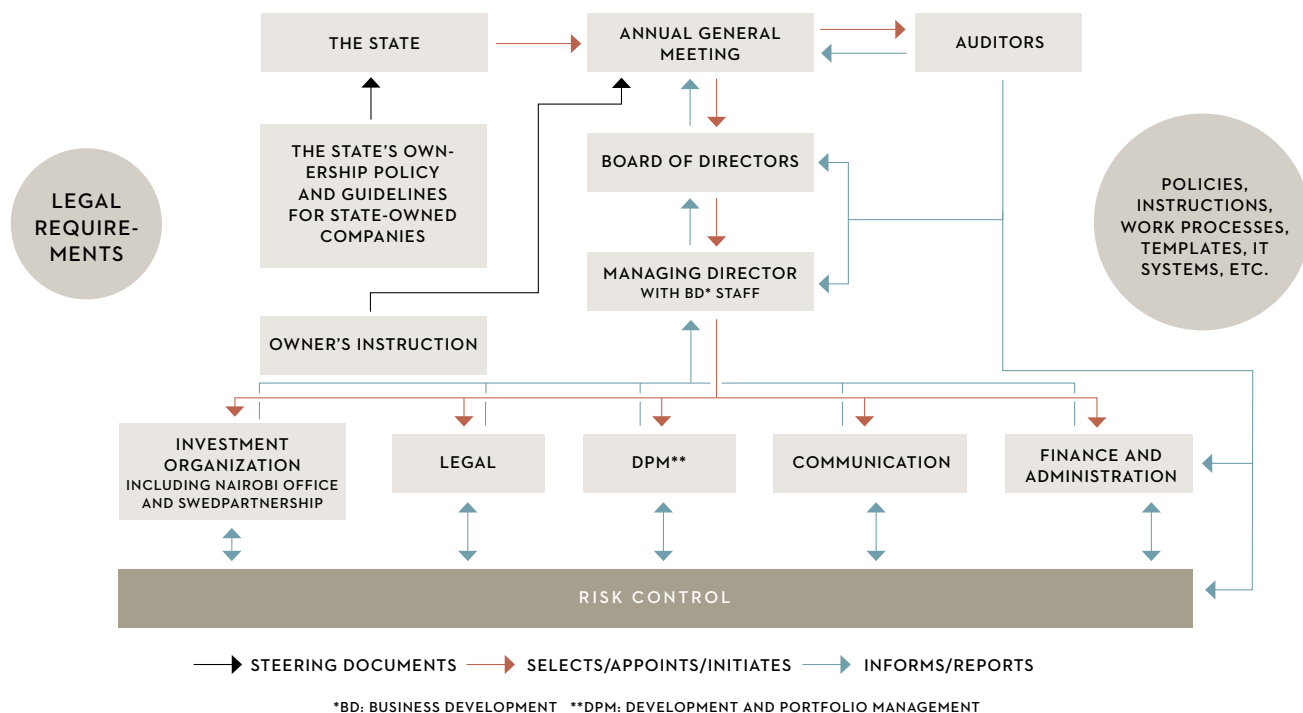 THE STATE
ANNUAL GENERAL
MEETING
AUDITORS
THE STATE'S OWN-
ERSHIP POLICY
AND GUIDELINES
FOR STATE-OWNED
COMPANIES
BOARD OF DIRECTORS
LEGAL
REQUIRE-
MENTS
POLICIES,
INSTRUCTIONS,
WORK PROCESSES,
TEMPLATES, IT
SYSTEMS, ETC.
MANAGING DIRECTOR
WITH BD* STAFF
OWNER'S INSTRUCTION
INVESTMENT
ORGANIZATION
INCLUDING NAIROBI OFFICE
AND SWEDPARTNERSHIP
LEGAL
DPM**
COMMUNICATION
FINANCE AND
ADMINISTRATION
RISK CONTROL
STEERING DOCUMENTS SELECTS/APPOINTS/INITIATES INFORMS/REPORTS
*BD: BUSINESS DEVELOPMENT **DPM: DEVELOPMENT AND PORTFOLIO MANAGEMENT